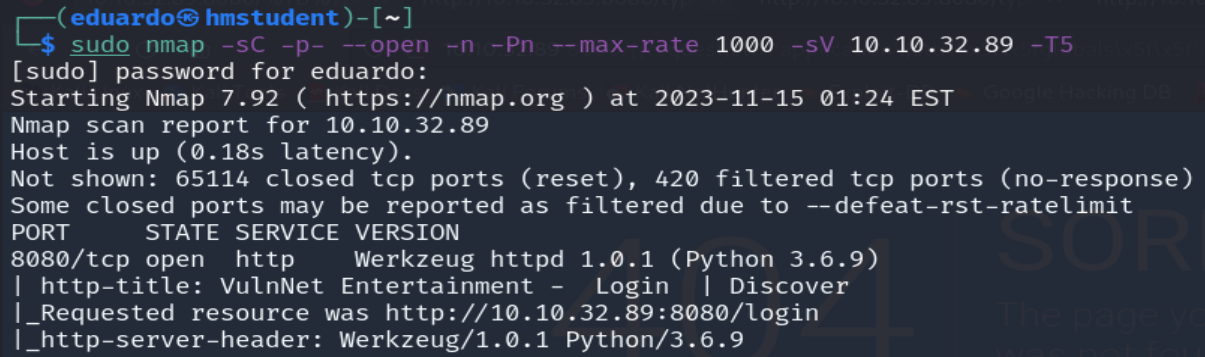 ┌──(eduardo㉿hmstudent)-[~]
└─$ sudo nmap -sC -p- --open -n -Pn --max-rate 1000 -sV 10.10.32.89 -T5
[sudo] password for eduardo:
Starting Nmap 7.92 ( https://nmap.org ) at 2023-11-15 01:24 EST
Nmap scan report for 10.10.32.89
Host is up (0.18s latency).
Not shown: 65114 closed tcp ports (reset), 420 filtered tcp ports (no-response)
Some closed ports may be reported as filtered due to --defeat-rst-ratelimit
PORT     STATE SERVICE VERSION
8080/tcp open  http    Werkzeug httpd 1.0.1 (Python 3.6.9)
| http-title: VulnNet Entertainment -  Login  | Discover
|_Requested resource was http://10.10.32.89:8080/login
|_http-server-header: Werkzeug/1.0.1 Python/3.6.9
Google Hacking DB
404
The page